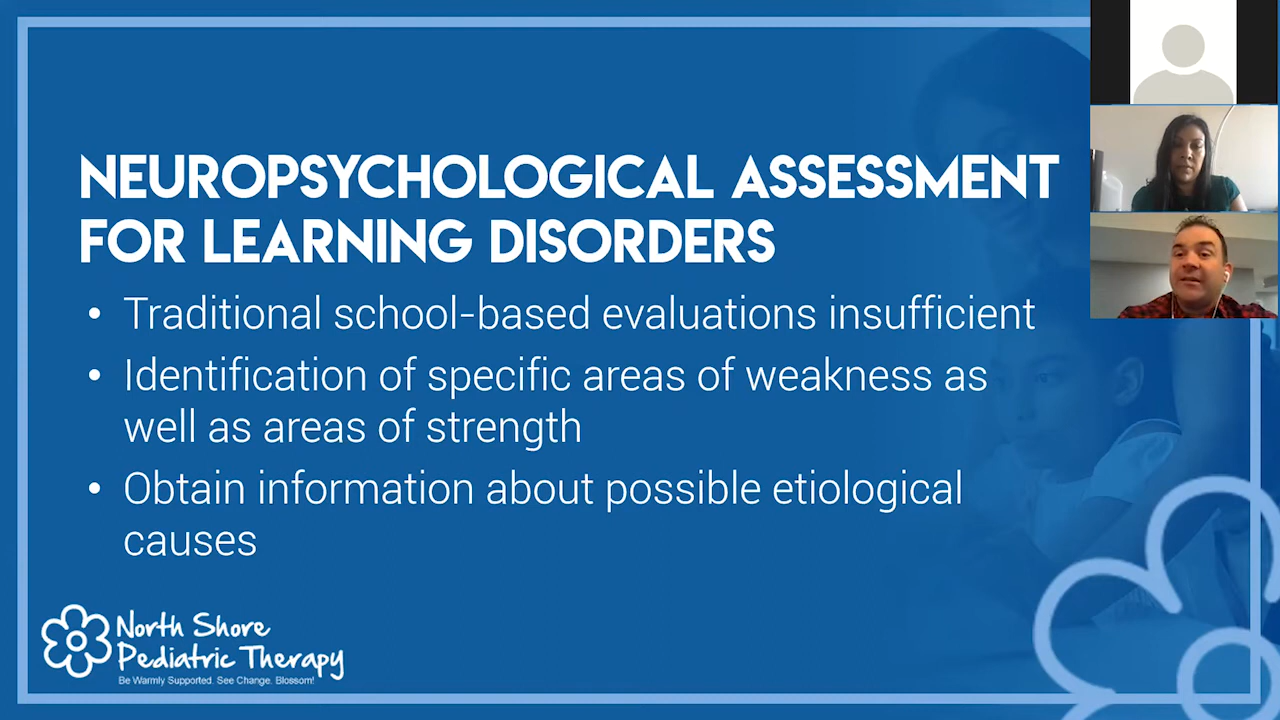 NEUROPSYCHOLOGICAL ASSESSMENT
FOR LEARNING DISORDERS
• Traditional school-based evaluations insufficient
• Identification of specific areas of weakness as
well as areas of strength
• Obtain information about possible etiological
causes
North Shore
Pediatric Therapy
Be Warmly Supported. See Change. Blossom!